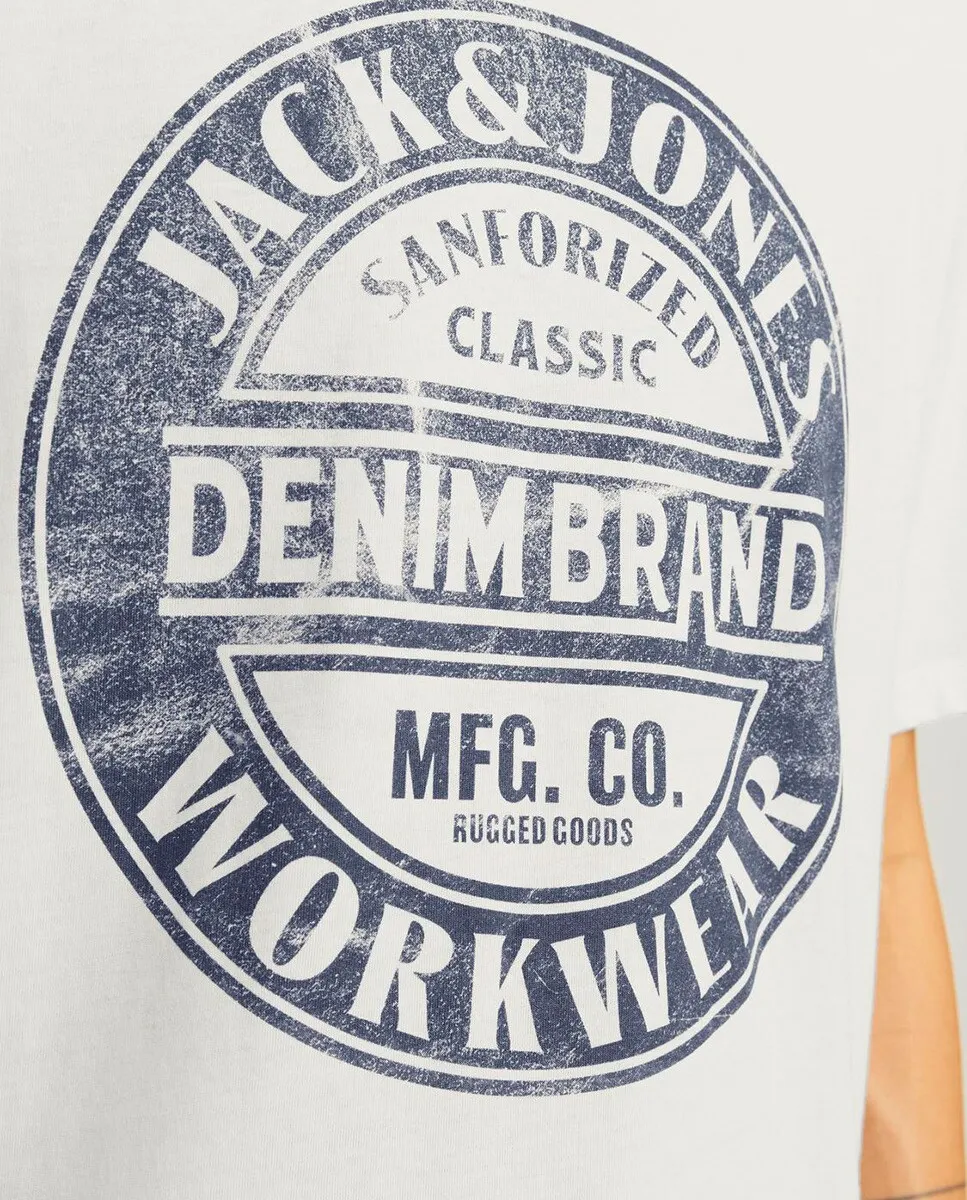 JACK & JONES
SANFORIZED
CLASSIC
DENIM BRAND
MFG. CO.
RUGGED GOODS
WORKWEAR